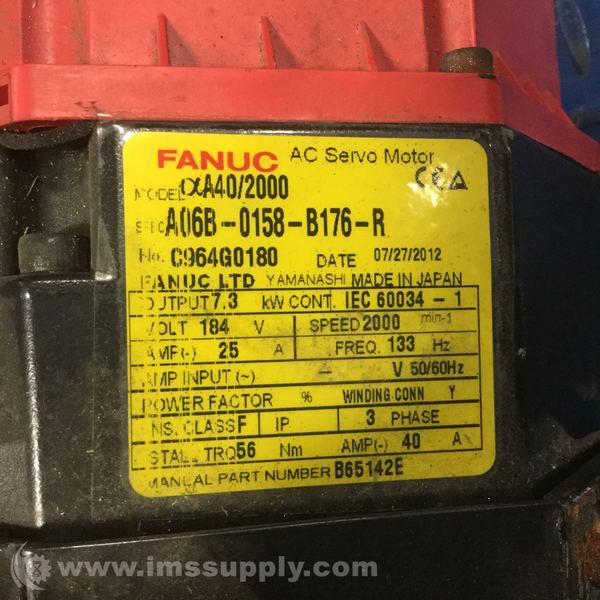 FANUC AC Servo Motor
MODEL αA40/2000
CE
SPEC A06B-0158-B176-R
No. C964G0180 DATE 07/27/2012
FANUC LTD YAMANASHI MADE IN JAPAN
OUTPUT 7.3 kW CONT. IEC 60034-1
VOLT 184 V SPEED 2000 min-1
AMP(~) 25 A FREQ. 133 Hz
AMP INPUT (~) V 50/60Hz
POWER FACTOR % WINDING CONN Y
INS. CLASS F IP 3 PHASE
STALL TRQ 56 Nm AMP(~) 40 A
MANUAL PART NUMBER B65142E
www.imssupply.com